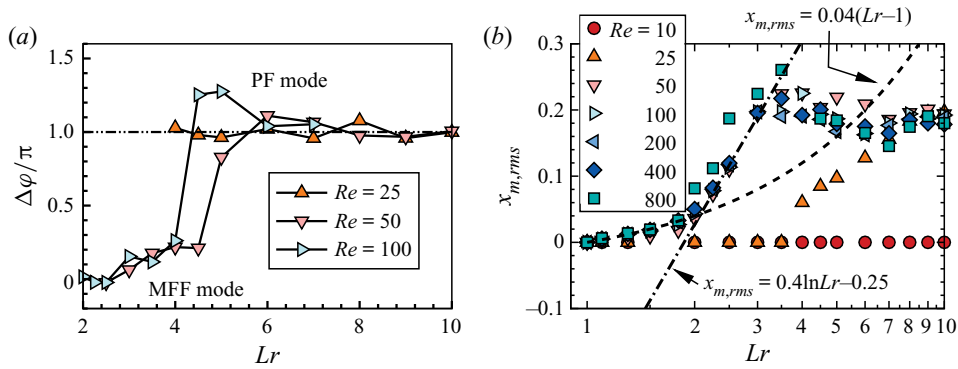 (a)
PF mode
MFF mode
Δφ/π
1.5
1.0
0.5
0
2
4
6
8
10
Lr
Re = 25
Re = 50
Re = 100
(b)
x_{m,rms} = 0.04(Lr–1)
x_{m,rms} = 0.4lnLr–0.25
x_{m,rms}
0.3
0.2
0.1
0
–0.1
1
2
3
4
5
6
7
8
9
10
Lr
Re = 10
25
50
100
200
400
800